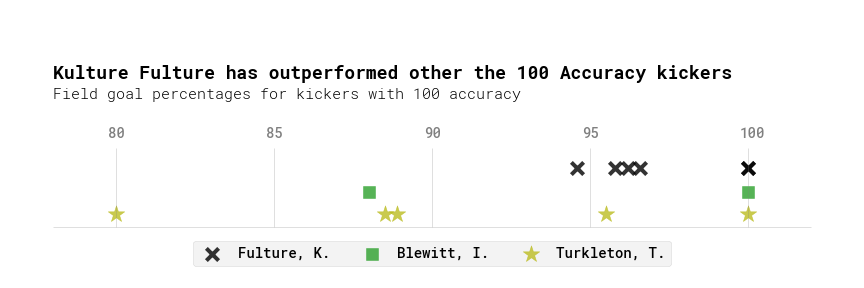 Kulture Fulture has outperformed other the 100 Accuracy kickers
Field goal percentages for kickers with 100 accuracy
80 85 90 95 100
Fulture, K. Blewitt, I. Turkleton, T.